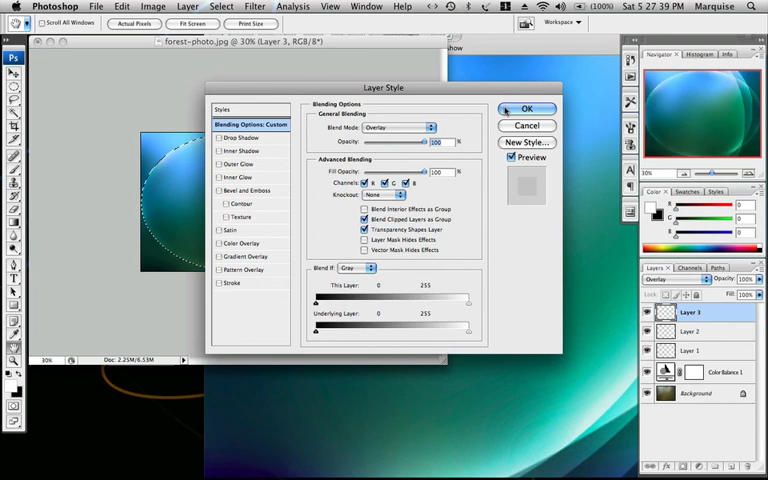 Photoshop File Edit Image Layer Select Filter Analysis View Window Help (100%) Sat 5 27 39 PM Marquise
Scroll All Windows Actual Pixels Fit Screen Print Size Workspace
forest-photo.jpg @ 30% (Layer 3, RGB/8*)
how
Ps
Layer Style
Styles
Blending Options: Custom
Drop Shadow
Inner Shadow
Outer Glow
Inner Glow
Bevel and Emboss
Contour
Texture
Satin
Color Overlay
Gradient Overlay
Pattern Overlay
Stroke
Blending Options
General Blending
Blend Mode: Overlay
Opacity: 100 %
Advanced Blending
Fill Opacity: 100 %
Channels: R G B
Knockout: None
Blend Interior Effects as Group
Blend Clipped Layers as Group
Transparency Shapes Layer
Layer Mask Hides Effects
Vector Mask Hides Effects
Blend If: Gray
This Layer: 0 255
Underlying Layer: 0 255
OK
Cancel
New Style...
Preview
30% Doc: 2.25M/6.53M
Navigator Histogram Info
30%
Color Swatches Styles
R 0
G 0
B 0
Layers Channels Paths
Overlay Opacity: 100%
Lock: Fill: 100%
Layer 3
Layer 2
Layer 1
Color Balance 1
Background